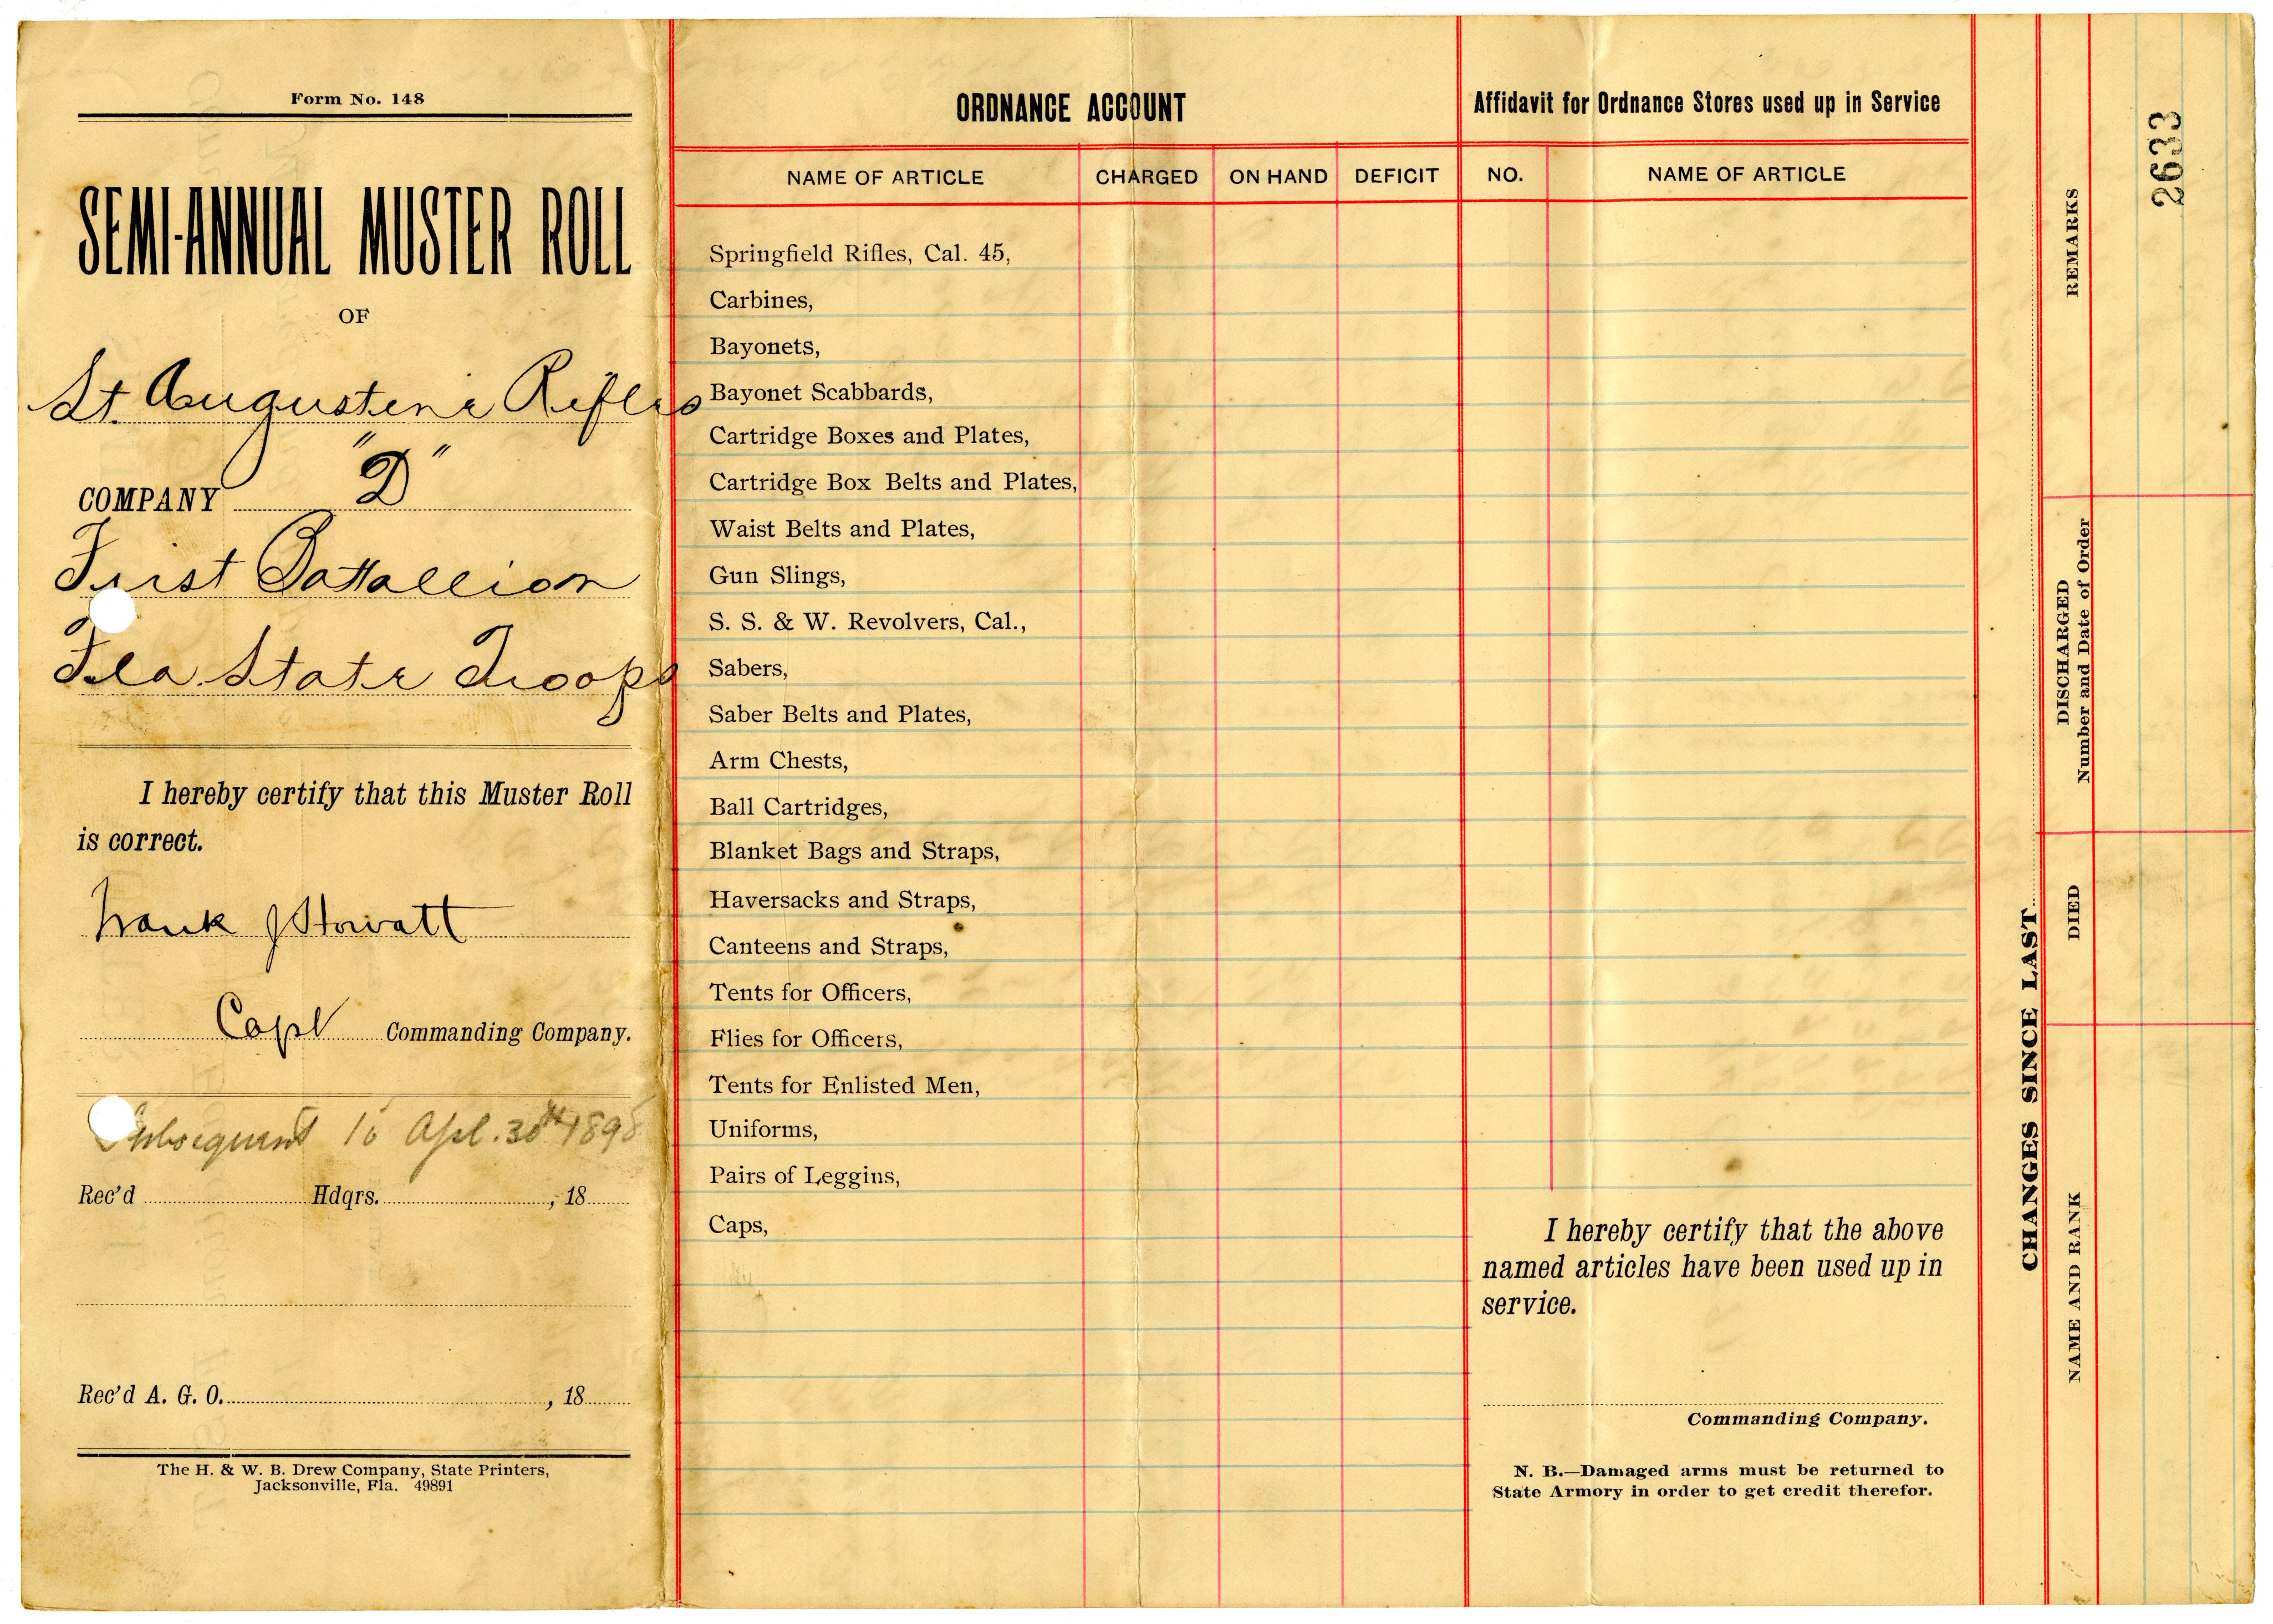 Form No. 148
SEMI-ANNUAL MUSTER ROLL
OF
St. Augustine Rifles
COMPANY "D"
First Battallion
Fla. State Troops
I hereby certify that this Muster Roll
is correct.
Frank J Howatt
Capt Commanding Company.
Subsequent to Apl. 30th 1898
Rec'd Hdqrs. , 18
Rec'd A. G. O. , 18
The H. & W. B. Drew Company, State Printers,
Jacksonville, Fla. 49891
ORDNANCE ACCOUNT
NAME OF ARTICLE CHARGED ON HAND DEFICIT
Springfield Rifles, Cal. 45,
Carbines,
Bayonets,
Bayonet Scabbards,
Cartridge Boxes and Plates,
Cartridge Box Belts and Plates,
Waist Belts and Plates,
Gun Slings,
S. S. & W. Revolvers, Cal.,
Sabers,
Saber Belts and Plates,
Arm Chests,
Ball Cartridges,
Blanket Bags and Straps,
Haversacks and Straps,
Canteens and Straps,
Tents for Officers,
Flies for Officers,
Tents for Enlisted Men,
Uniforms,
Pairs of Leggins,
Caps,
Affidavit for Ordnance Stores used up in Service
NO. NAME OF ARTICLE
I hereby certify that the above
named articles have been used up in
service.
Commanding Company.
N. B.—Damaged arms must be returned to
State Armory in order to get credit therefor.
CHANGES SINCE LAST
NAME AND RANK
DIED
DISCHARGED
Number and Date of Order
REMARKS
2633